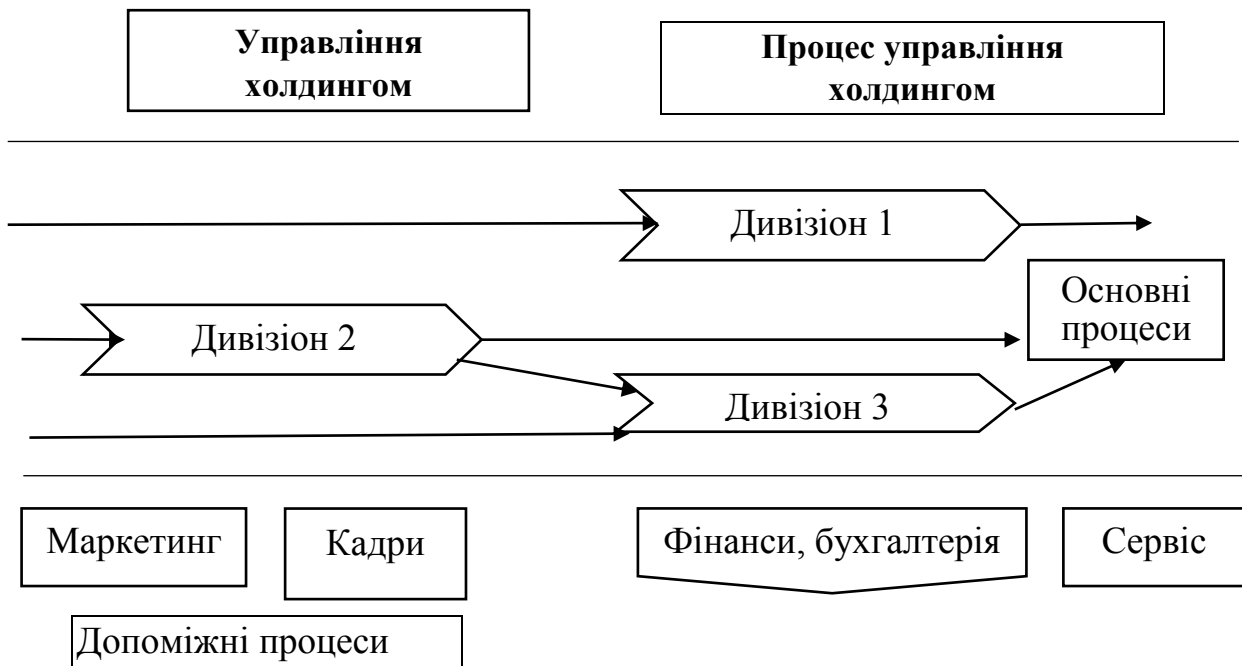 Управління
холдингом
Процес управління
холдингом
Дивізіон 1
Основні
процеси
Дивізіон 2
Дивізіон 3
Маркетинг
Кадри
Фінанси, бухгалтерія
Сервіс
Допоміжні процеси